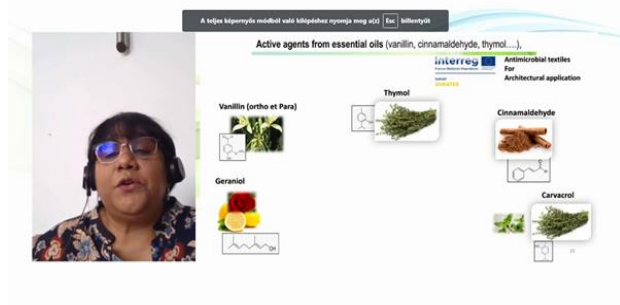 A teljes képernyős módból való kilépéshez nyomja meg a(z) Esc billentyűt
Active agents from essential oils (vanillin, cinnamaldehyde, thymol….),
Interreg
Antimicrobial textiles
For
Architectural application
Thymol
Vanillin (ortho et Para)
Cinnamaldehyde
Geraniol
Carvacrol
OH